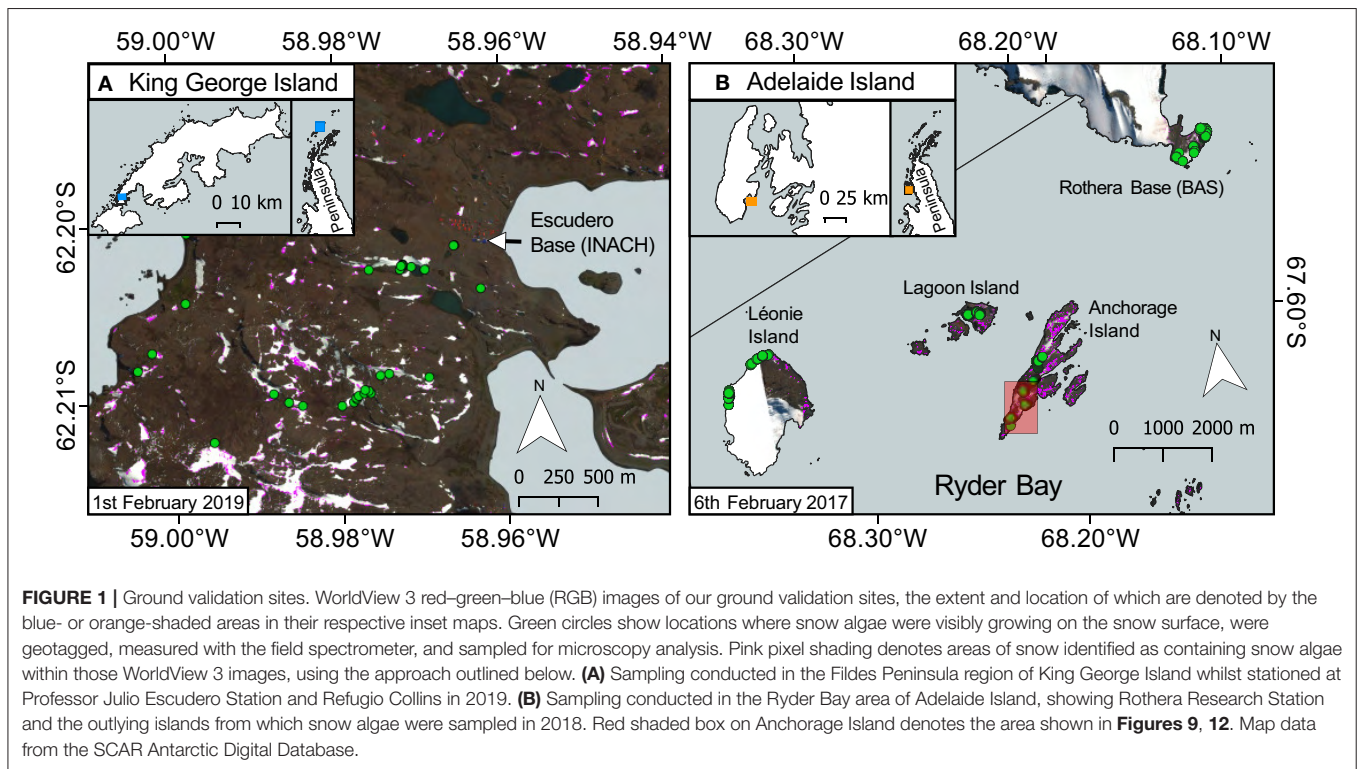 59.00°W 58.98°W 58.96°W 58.94°W 68.30°W 68.20°W 68.10°W
A King George Island
B Adelaide Island
Peninsula
0 10 km
Peninsula
0 25 km
Rothera Base (BAS)
62.20°S
Escudero
Base (INACH)
67.60°S
Lagoon Island
Léonie
Island
Anchorage
Island
N
62.21°S
N
0 250 500 m
0 1000 2000 m
Ryder Bay
1st February 2019
6th February 2017
59.00°W 58.98°W 58.96°W 68.30°W 68.20°W
FIGURE 1 | Ground validation sites. WorldView 3 red–green–blue (RGB) images of our ground validation sites, the extent and location of which are denoted by the
blue- or orange-shaded areas in their respective inset maps. Green circles show locations where snow algae were visibly growing on the snow surface, were
geotagged, measured with the field spectrometer, and sampled for microscopy analysis. Pink pixel shading denotes areas of snow identified as containing snow algae
within those WorldView 3 images, using the approach outlined below. (A) Sampling conducted in the Fildes Peninsula region of King George Island whilst stationed at
Professor Julio Escudero Station and Refugio Collins in 2019. (B) Sampling conducted in the Ryder Bay area of Adelaide Island, showing Rothera Research Station
and the outlying islands from which snow algae were sampled in 2018. Red shaded box on Anchorage Island denotes the area shown in Figures 9, 12. Map data
from the SCAR Antarctic Digital Database.